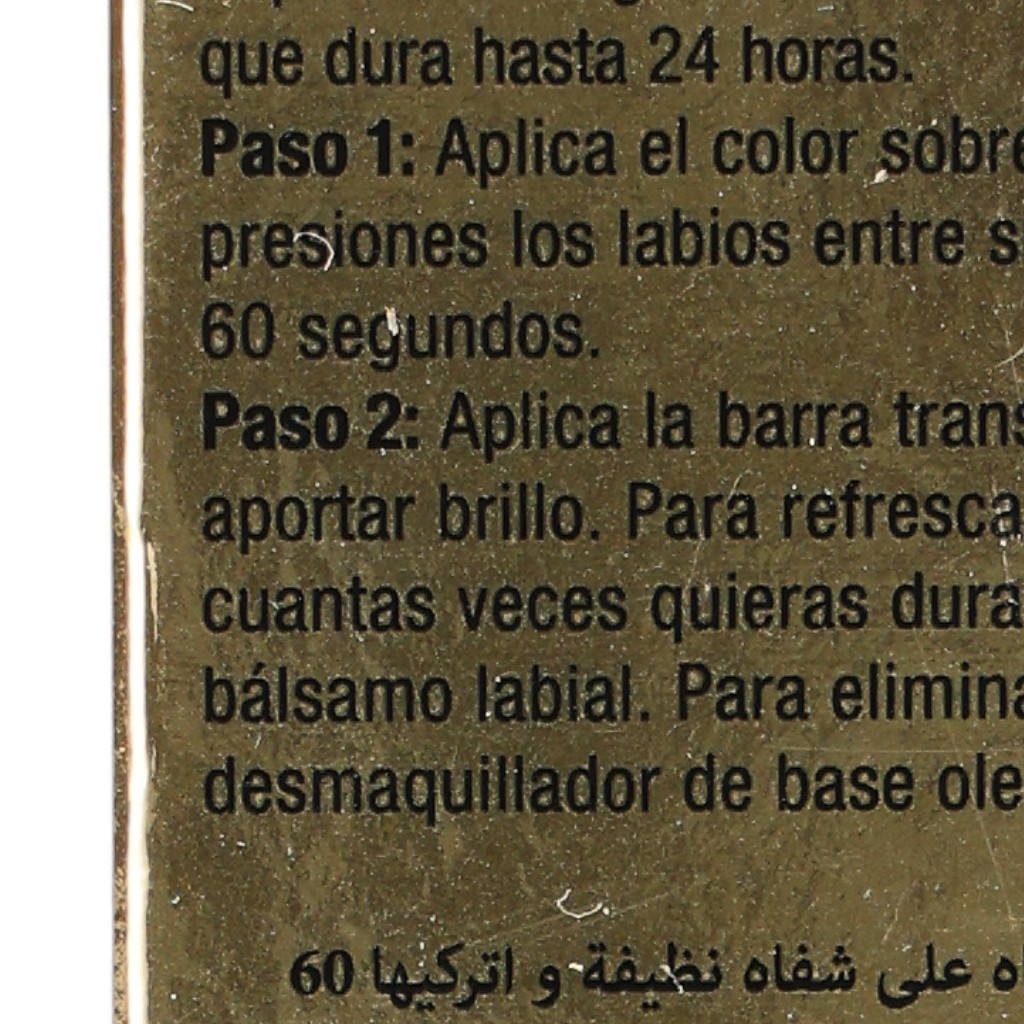 que dura hasta 24 horas.
Paso 1: Aplica el color sobre
presiones los labios entre s
60 segundos.
Paso 2: Aplica la barra trans
aportar brillo. Para refresca
cuantas veces quieras dura
bálsamo labial. Para elimina
desmaquillador de base ole
ه على شفاه نظيفة و اتركيها 60